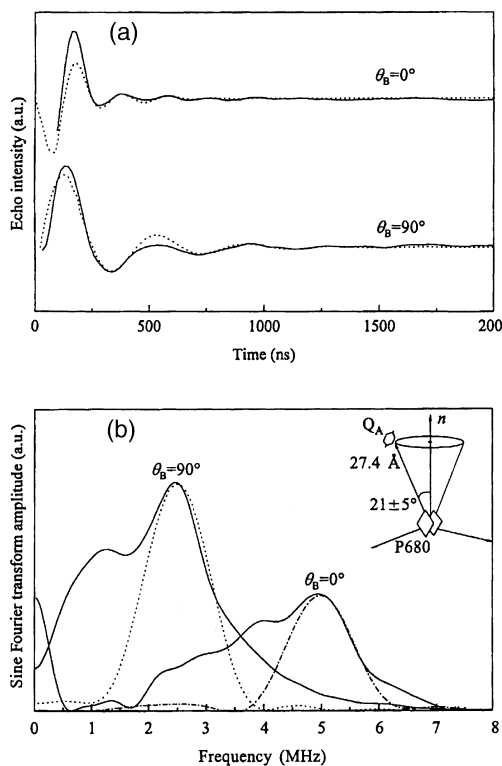 (a)
Echo intensity (a.u.)
θB=0°
θB=90°
0 500 1000 1500 200
Time (ns)
(b)
Sine Fourier transform amplitude (a.u.)
θB=90°
θB=0°
n
QA
27.4 Å
21±5°
P680
0 1 2 3 4 5 6 7 8
Frequency (MHz)